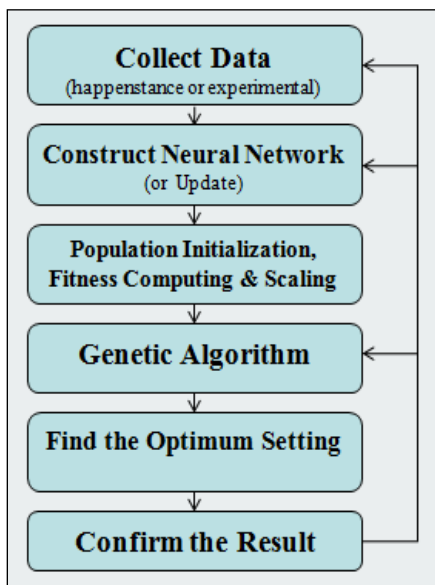 Collect Data
(happenstance or experimental)
Construct Neural Network
(or Update)
Population Initialization,
Fitness Computing & Scaling
Genetic Algorithm
Find the Optimum Setting
Confirm the Result